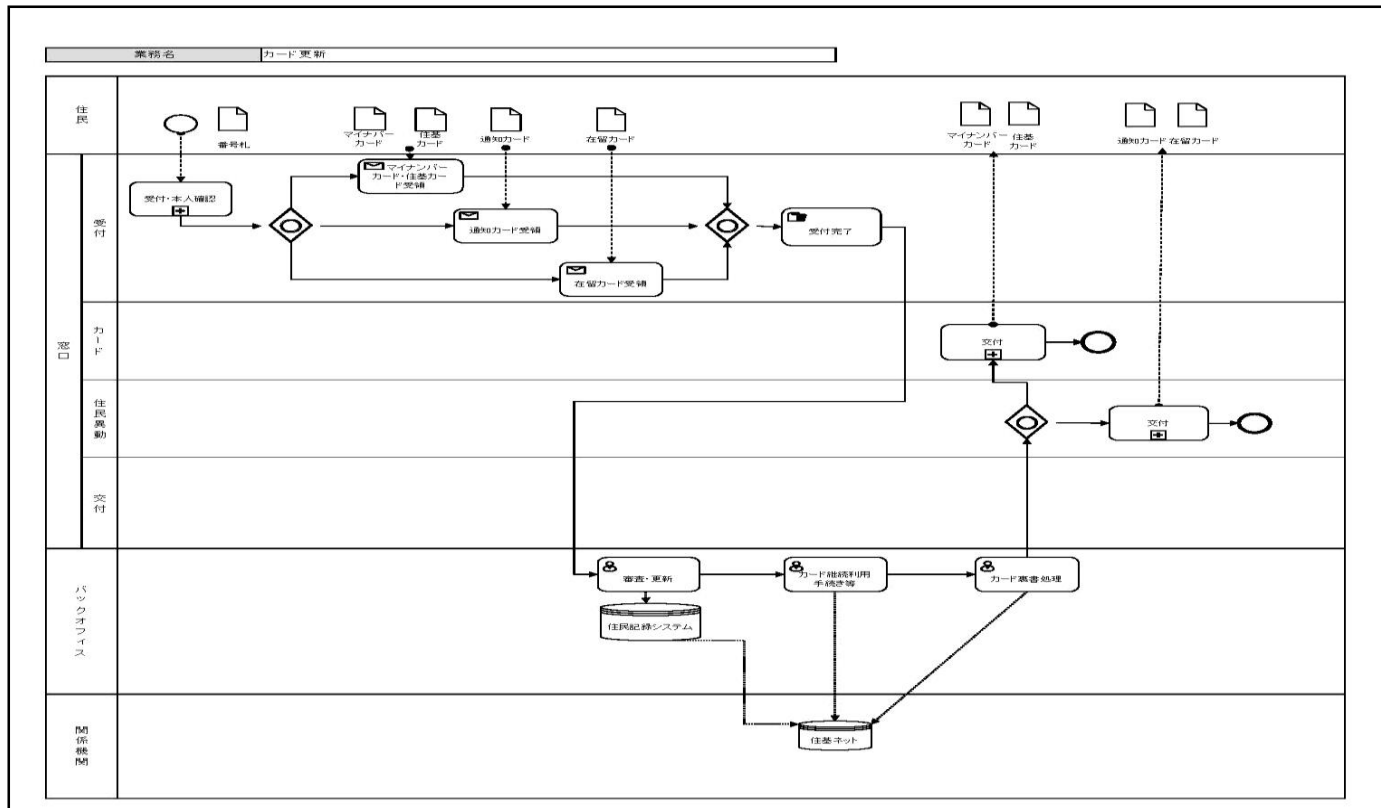 業務名
カード更新
住民
番号札
マイナバー
カード
住基
カード
通知カード
在留カード
マイナンバー
カード
住基
カード
通知カード
在留カード
窓口
受付
受付・本人確認
マイナンバー
カード・住基カー
ド受領
通知カード受領
在留カード受領
受付完了
カード
交付
住民異動
交付
交付
バックオフィス
審査・更新
カード継続利用
手続き等
カード裏書処理
住民記録システム
関係機関
住基ネット